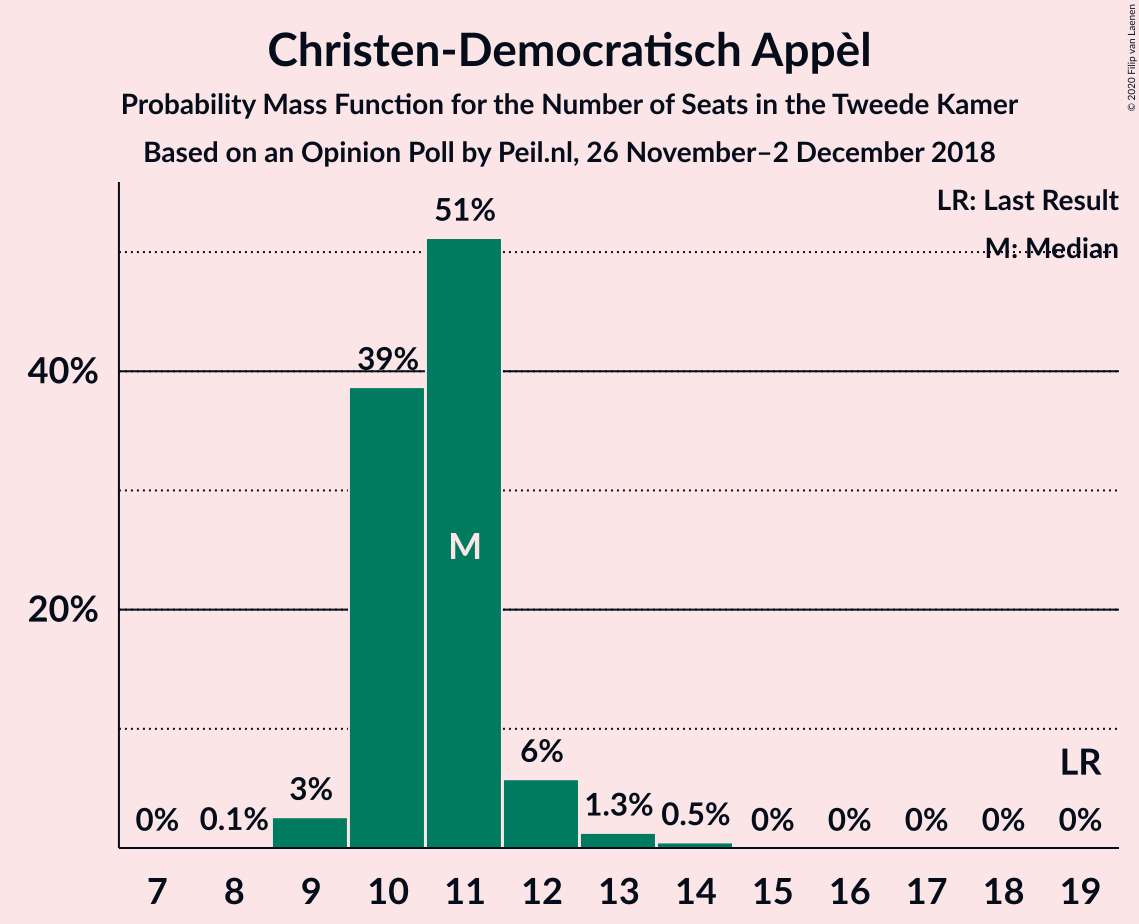 Christen-Democratisch Appèl
Probability Mass Function for the Number of Seats in the Tweede Kamer
Based on an Opinion Poll by Peil.nl, 26 November–2 December 2018
© 2020 Filip van Laenen
LR: Last Result
M: Median
51%
39%
40%
M
20%
6%
LR
3%
0% 0.1% 1.3% 0.5% 0% 0% 0% 0% 0%
7 8 9 10 11 12 13 14 15 16 17 18 19